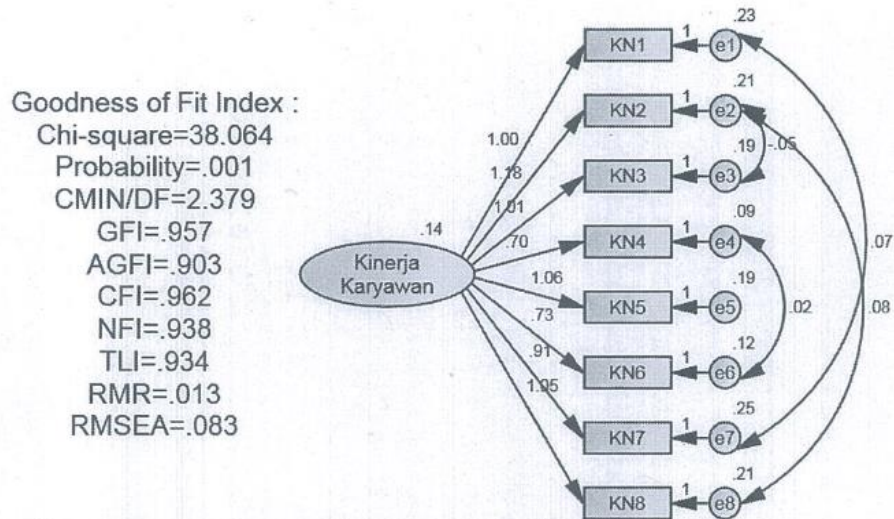 Goodness of Fit Index :
Chi-square=38.064
Probability=.001
CMIN/DF=2.379
GFI=.957
AGFI=.903
CFI=.962
NFI=.938
TLI=.934
RMR=.013
RMSEA=.083
.14
Kinerja
Karyawan
1.00
1.18
1.01
.70
1.06
.73
.91
1.05
KN1 1 e1 .23
KN2 1 e2 .21
KN3 1 e3 .19 -.05
KN4 1 e4 .09
KN5 1 e5 .19
KN6 1 e6 .12
KN7 1 e7 .25
KN8 1 e8 .21
.07
.02 .08